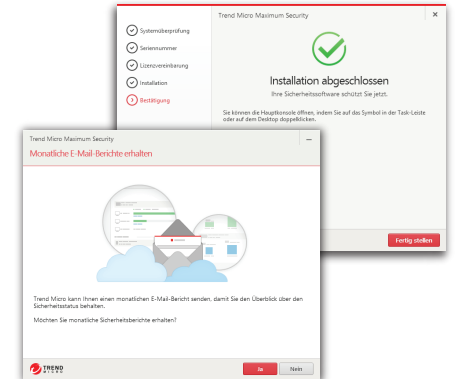 Trend Micro Maximum Security
Systemüberprüfung
Seriennummer
Lizenzvereinbarung
Installation
Bestätigung
Installation abgeschlossen
Ihre Sicherheitssoftware schützt Sie jetzt.
Sie können die Hauptkonsole öffnen, indem Sie auf das Symbol in der Task-Leiste
oder auf dem Desktop doppelklicken.
Fertig stellen
Trend Micro Maximum Security
Monatliche E-Mail-Berichte erhalten
Trend Micro kann Ihnen einen monatlichen E-Mail-Bericht senden, damit Sie den Überblick über den
Sicherheitsstatus behalten.
Möchten Sie monatliche Sicherheitsberichte erhalten?
TREND
MICRO
Ja
Nein